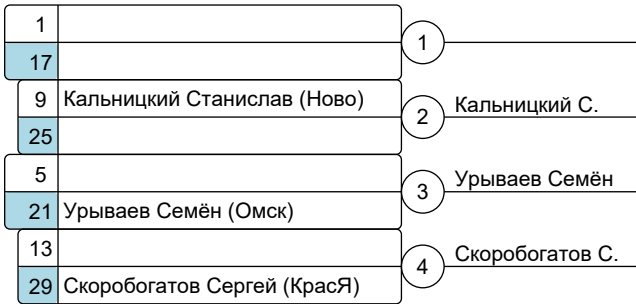 1
17
1
9 Кальницкий Станислав (Ново)
25
2 Кальницкий С.
5
21 Урываев Семён (Омск)
3 Урываев Семён
13
29 Скоробогатов Сергей (КрасЯ)
4 Скоробогатов С.